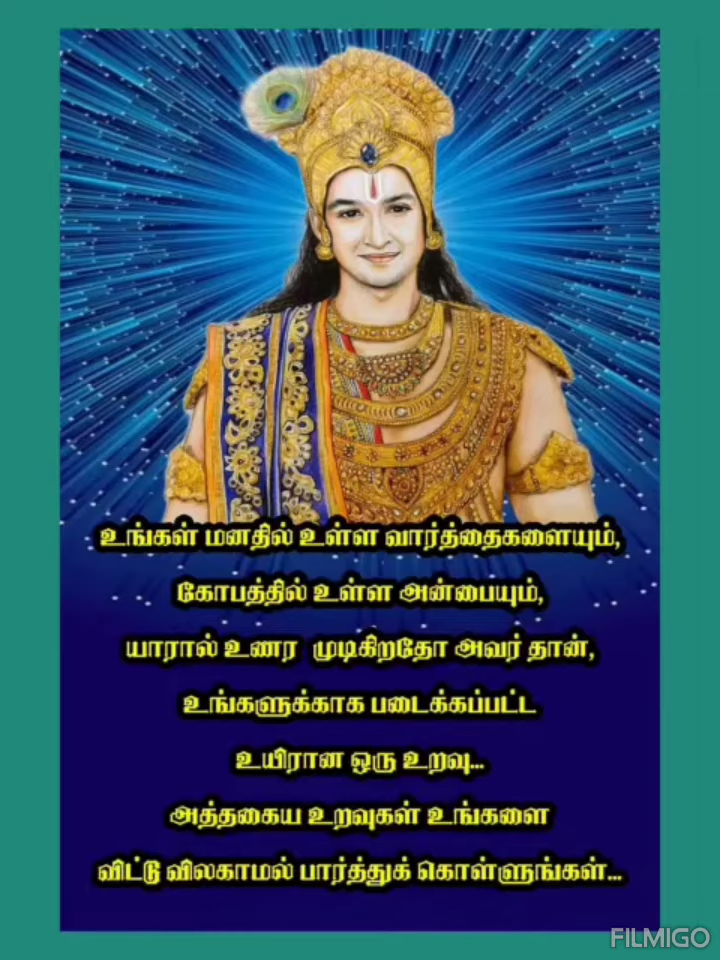 உங்கள் மனதில் உள்ள வார்த்தைகளையும்,
கோபத்தில் உள்ள அன்பையும்,
யாரால் உணர முடிகிறதோ அவர் தான்,
உங்களுக்காக படைக்கப்பட்ட
உயிரான ஒரு உறவு...
அத்தகைய உறவுகள் உங்களை
விட்டு விலகாமல் பார்த்துக் கொள்ளுங்கள்...
FILMIGO